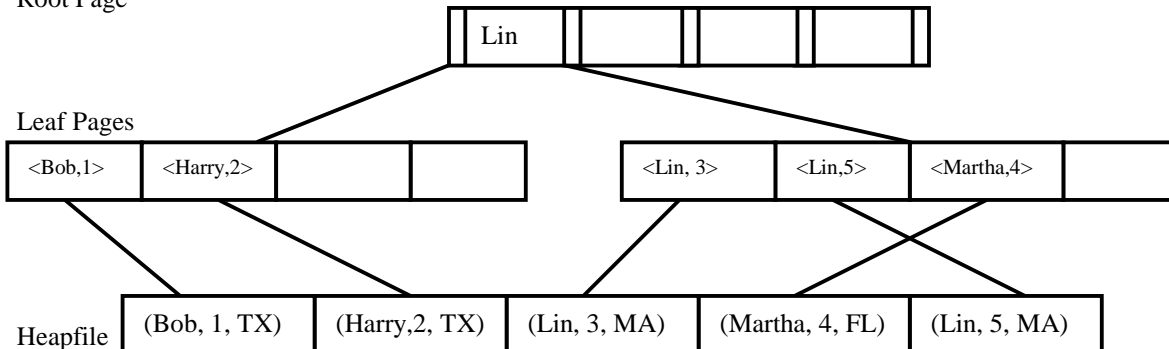 Root Page
Lin
Leaf Pages
<Bob,1> <Harry,2> <Lin, 3> <Lin,5> <Martha,4>
Heapfile (Bob, 1, TX) (Harry,2, TX) (Lin, 3, MA) (Martha, 4, FL) (Lin, 5, MA)